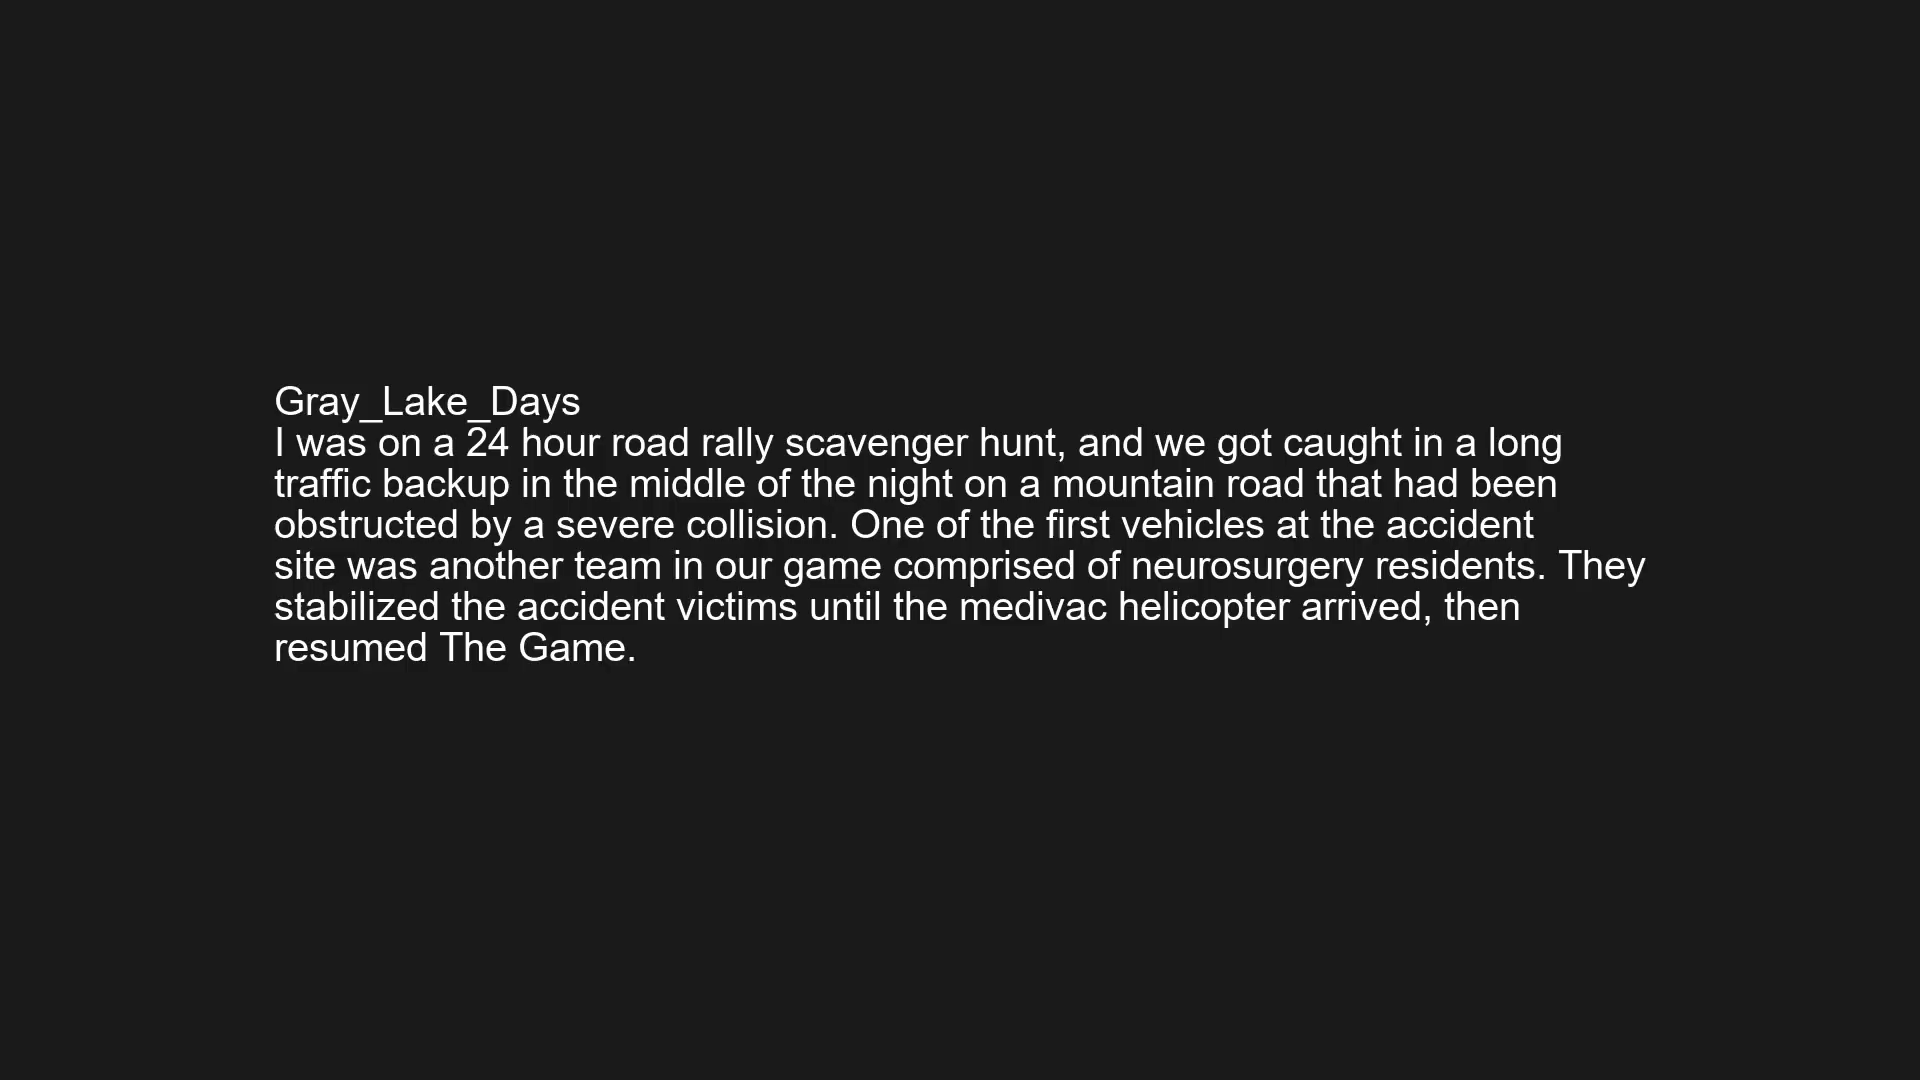 Gray_Lake_Days
I was on a 24 hour road rally scavenger hunt, and we got caught in a long
traffic backup in the middle of the night on a mountain road that had been
obstructed by a severe collision. One of the first vehicles at the accident
site was another team in our game comprised of neurosurgery residents. They
stabilized the accident victims until the medivac helicopter arrived, then
resumed The Game.